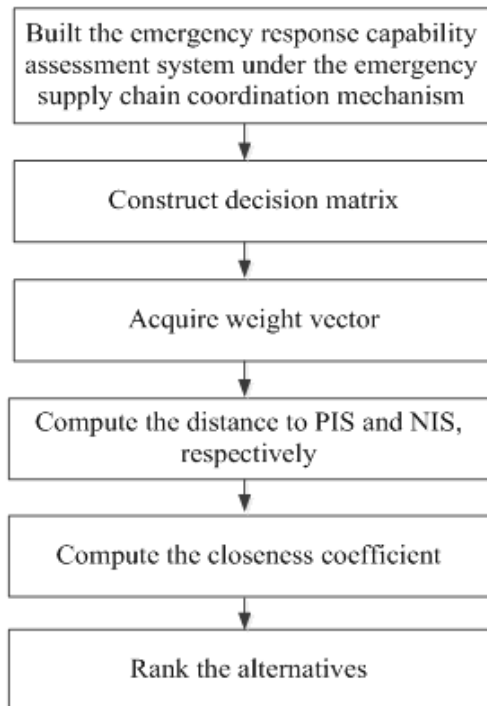 Built the emergency response capability
assessment system under the emergency
supply chain coordination mechanism
Construct decision matrix
Acquire weight vector
Compute the distance to PIS and NIS,
respectively
Compute the closeness coefficient
Rank the alternatives